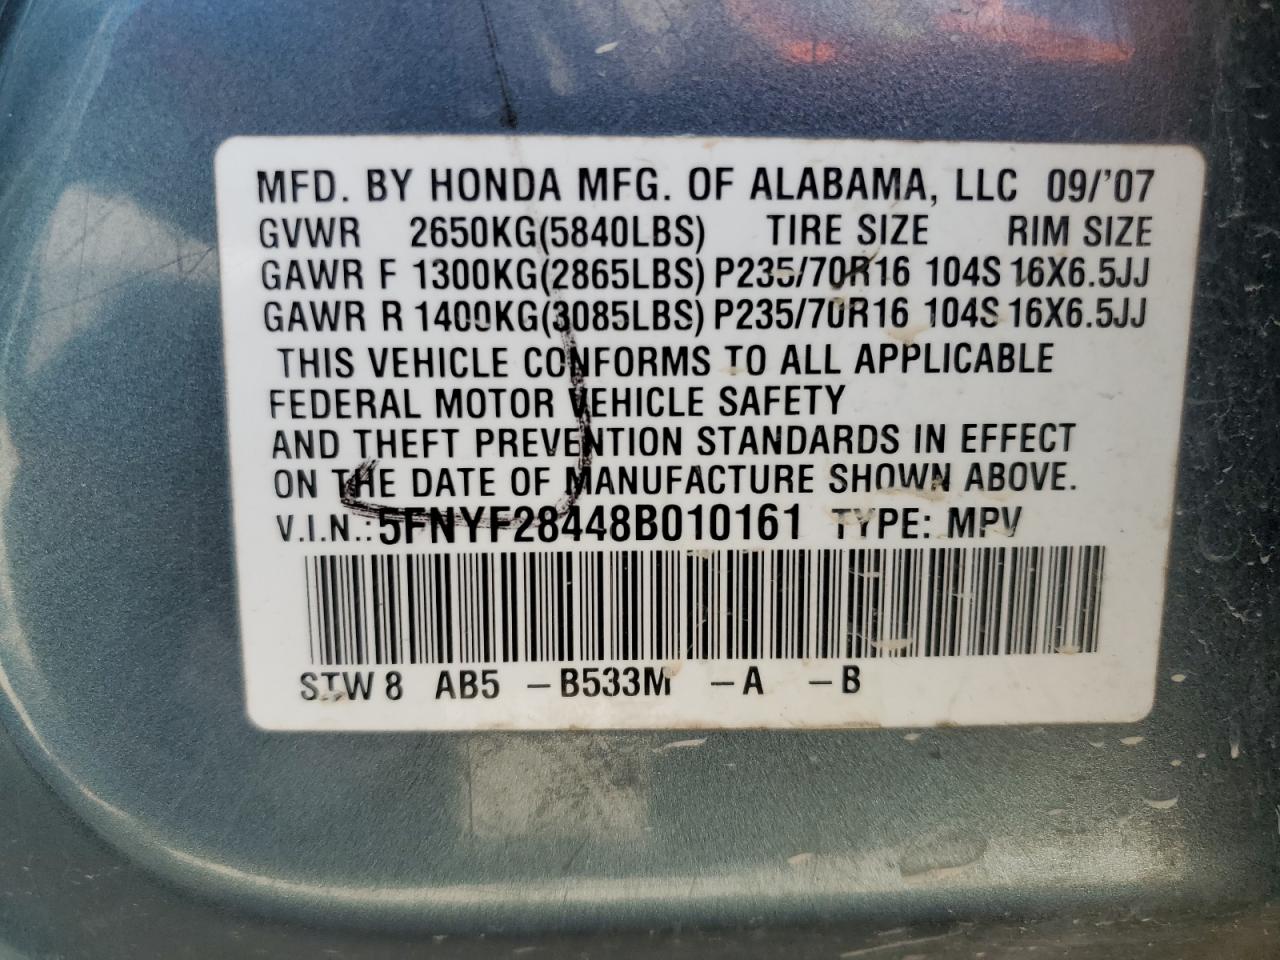 MFD. BY HONDA MFG. OF ALABAMA, LLC 09/'07
GVWR 2650KG(5840LBS) TIRE SIZE RIM SIZE
GAWR F 1300KG(2865LBS) P235/70R16 104S 16X6.5JJ
GAWR R 1400KG(3085LBS) P235/70R16 104S 16X6.5JJ
THIS VEHICLE CONFORMS TO ALL APPLICABLE
FEDERAL MOTOR VEHICLE SAFETY
AND THEFT PREVENTION STANDARDS IN EFFECT
ON THE DATE OF MANUFACTURE SHOWN ABOVE.
V.I.N.: 5FNYF28448B010161 TYPE: MPV
STW 8 AB5 – B533M – A – B